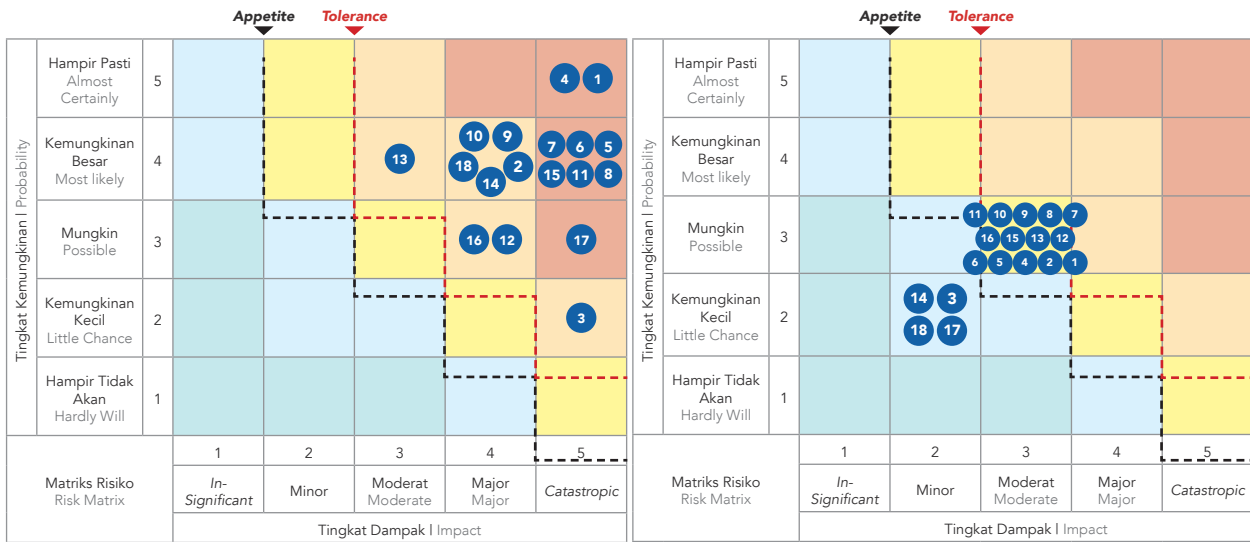 Appetite Tolerance
Tingkat Kemungkinan | Probability
Hampir Pasti
Almost
Certainly
5
4 1
Kemungkinan
Besar
Most likely
4
13
10 9
18 2
14
7 6 5
15 11 8
Mungkin
Possible
3
16 12
17
Kemungkinan
Kecil
Little Chance
2
3
Hampir Tidak
Akan
Hardly Will
1
Matriks Risiko
Risk Matrix
1 2 3 4 5
In-
Significant
Minor
Moderat
Moderate
Major
Major
Catastropic
Tingkat Dampak | Impact
Appetite Tolerance
Tingkat Kemungkinan | Probability
Hampir Pasti
Almost
Certainly
5
Kemungkinan
Besar
Most likely
4
Mungkin
Possible
3
11 10 9 8 7
16 15 13 12
6 5 4 2 1
Kemungkinan
Kecil
Little Chance
2
14 3
18 17
Hampir Tidak
Akan
Hardly Will
1
Matriks Risiko
Risk Matrix
1 2 3 4 5
In-
Significant
Minor
Moderat
Moderate
Major
Major
Catastropic
Tingkat Dampak | Impact